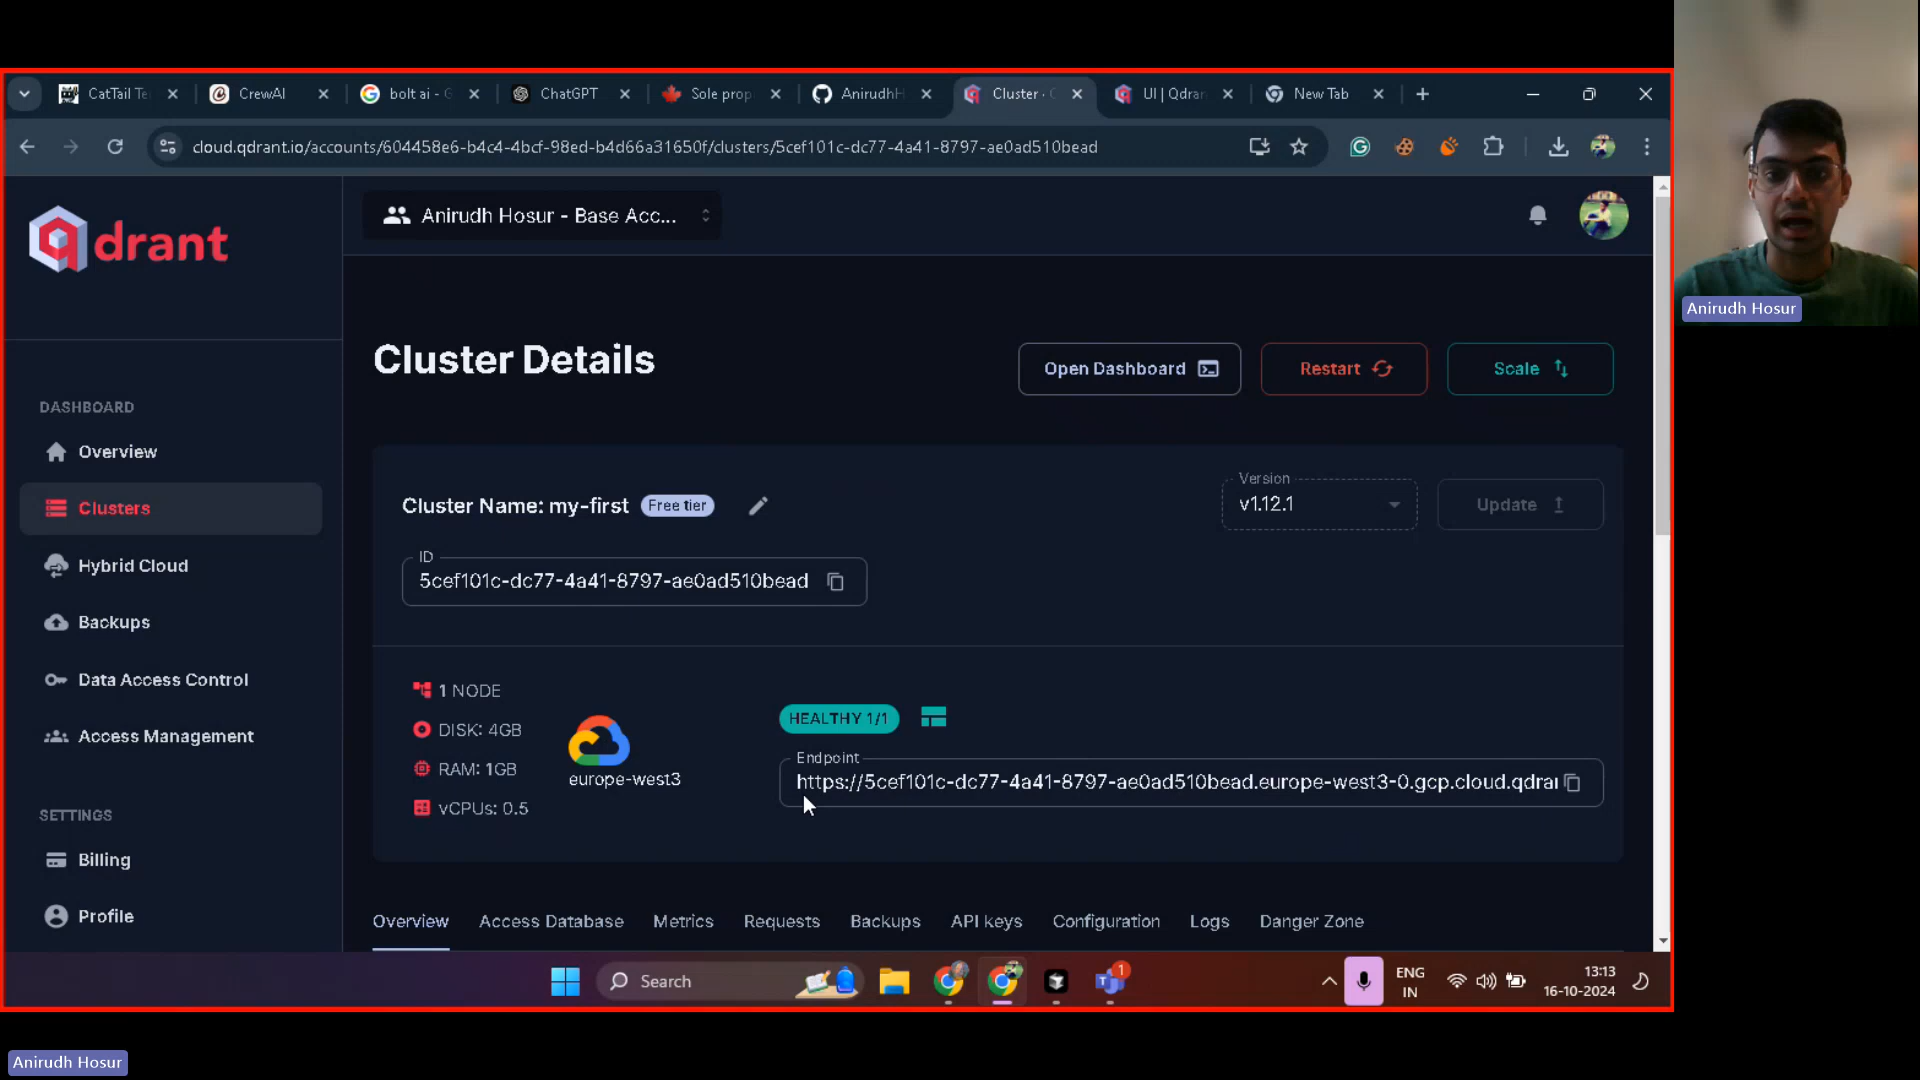 CatTail Te
CrewAI
bolt ai - G
ChatGPT
Sole prop
AnirudhH
Cluster -
UI | Qdran
New Tab
cloud.qdrant.io/accounts/604458e6-b4c4-4bcf-98ed-b4d66a31650f/clusters/5cef101c-dc77-4a41-8797-ae0ad510bead
qdrant
Anirudh Hosur - Base Acc...
Anirudh Hosur
Cluster Details
Open Dashboard
Restart
Scale
DASHBOARD
Overview
Clusters
Hybrid Cloud
Backups
Data Access Control
Access Management
SETTINGS
Billing
Profile
Cluster Name: my-first
Free tier
Version
v1.12.1
Update
ID
5cef101c-dc77-4a41-8797-ae0ad510bead
1 NODE
DISK: 4GB
RAM: 1GB
vCPUs: 0.5
europe-west3
HEALTHY 1/1
Endpoint
https://5cef101c-dc77-4a41-8797-ae0ad510bead.europe-west3-0.gcp.cloud.qdran
Overview
Access Database
Metrics
Requests
Backups
API keys
Configuration
Logs
Danger Zone
Search
1
ENG
IN
13:13
16-10-2024
Anirudh Hosur